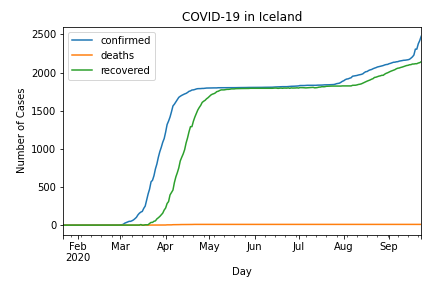 COVID-19 in Iceland
confirmed
deaths
recovered
Number of Cases
2500
2000
1500
1000
500
0
Feb Mar Apr May Jun Jul Aug Sep
2020
Day